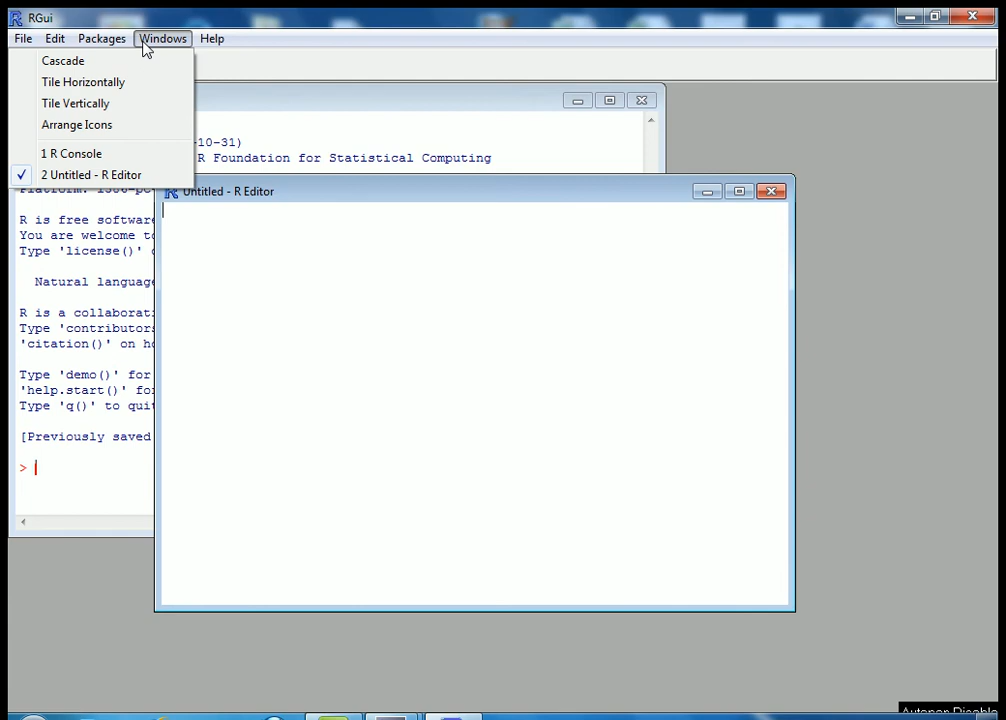 RGui
File Edit Packages Windows Help
Cascade
Tile Horizontally
Tile Vertically
Arrange Icons
1 R Console
2 Untitled - R Editor
-10-31)
R Foundation for Statistical Computing
Untitled - R Editor
R is free software
You are welcome to
Type 'license()'
Natural language
R is a collaborati
Type 'contributors
'citation()' on
Type 'demo()' for
'help.start()' fo
Type 'q()' to quit
[Previously saved
>